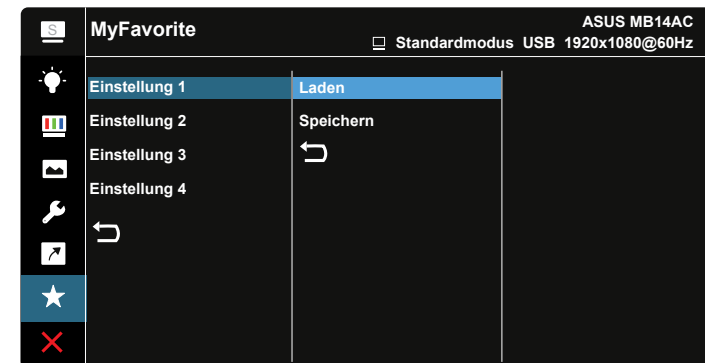 S
MyFavorite
ASUS MB14AC
Standardmodus USB 1920x1080@60Hz
Einstellung 1
Laden
Einstellung 2
Speichern
Einstellung 3
Einstellung 4